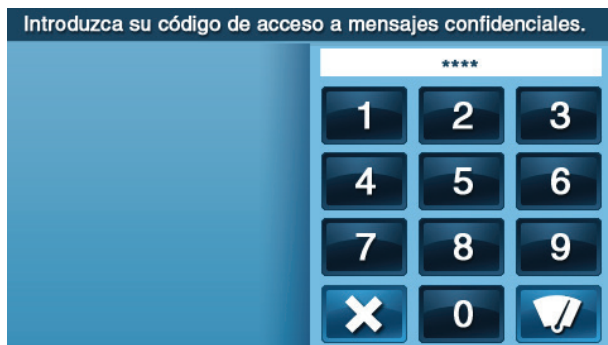 Introduzca su código de acceso a mensajes confidenciales.
****
1 2 3
4 5 6
7 8 9
0